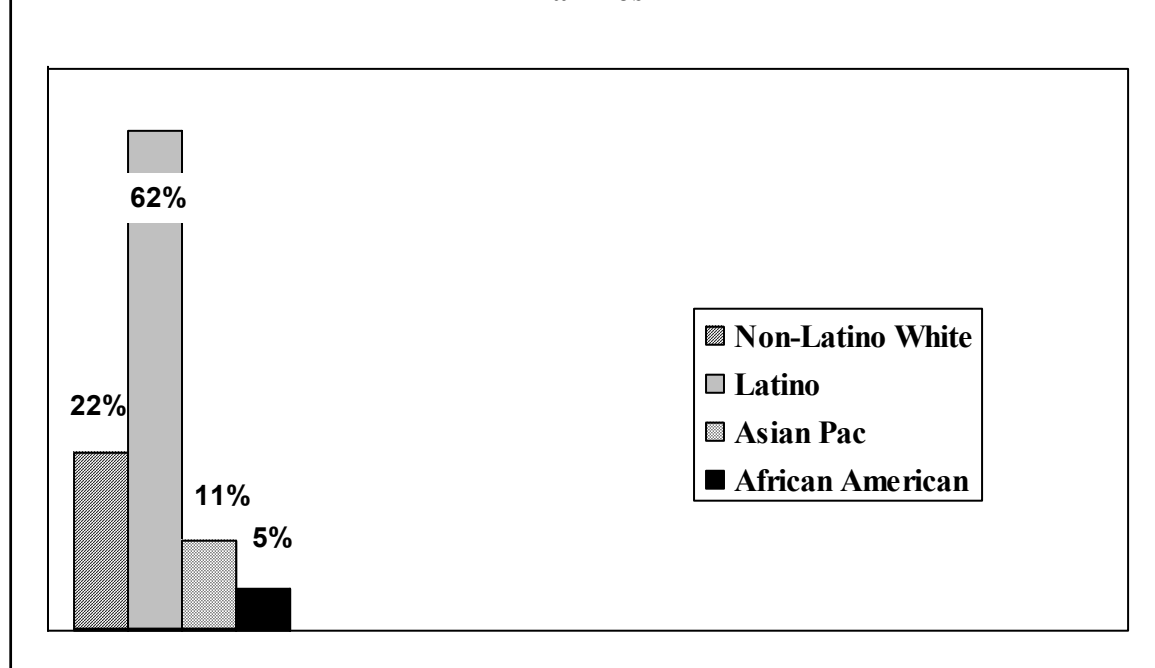 62%
22%
11%
5%
Non-Latino White
Latino
Asian Pac
African American